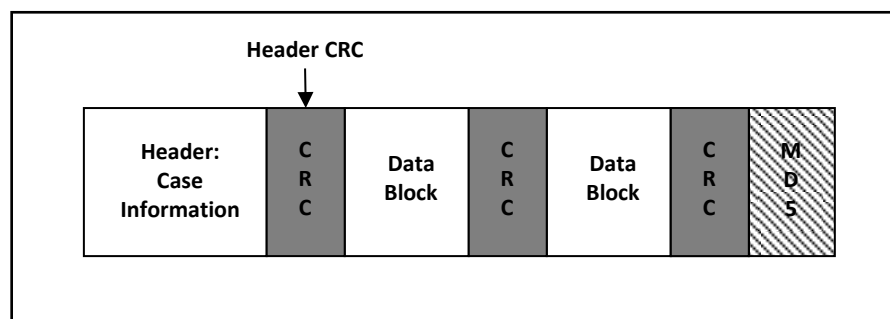 Header CRC
Header:
Case
Information
C
R
C
Data
Block
C
R
C
Data
Block
C
R
C
M
D
5